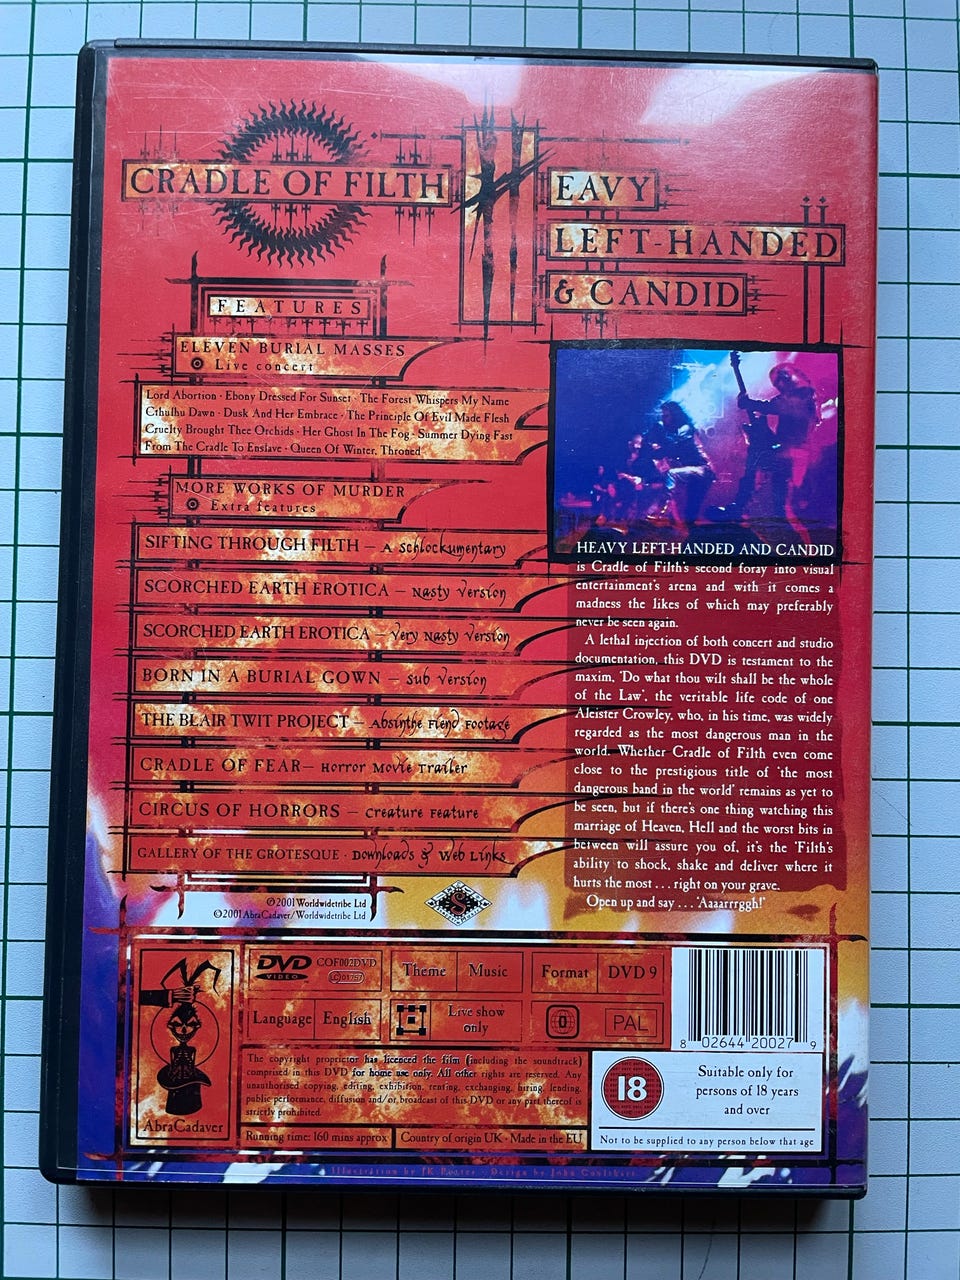 CRADLE OF FILTH
HEAVY
LEFT-HANDED
& CANDID
FEATURES
ELEVEN BURIAL MASSES
Live concert
Lord Abortion · Ebony Dressed For Sunset · The Forest Whispers My Name
Cthulhu Dawn · Dusk And Her Embrace · The Principle Of Evil Made Flesh
Cruelty Brought Thee Orchids · Her Ghost In The Fog · Summer Dying Fast
From The Cradle To Enslave · Queen Of Winter, Throned
MORE WORKS OF MURDER
Extra features
SIFTING THROUGH FILTH – A schlockumentary
SCORCHED EARTH EROTICA – Nasty version
SCORCHED EARTH EROTICA – Very Nasty version
BORN IN A BURIAL GOWN – sub version
THE BLAIR TWIT PROJECT – Absinthe Fiend Footage
CRADLE OF FEAR – Horror Movie Trailer
CIRCUS OF HORRORS – creature Feature
GALLERY OF THE GROTESQUE · Downloads & Web Links
©2001 Worldwidetribe Ltd
©2001 AbraCadaver/Worldwidetribe Ltd
HEAVY LEFT-HANDED AND CANDID
is Cradle of Filth's second foray into visual
entertainment's arena and with it comes a
madness the likes of which may preferably
never be seen again.
A lethal injection of both concert and studio
documentation, this DVD is testament to the
maxim, 'Do what thou wilt shall be the whole
of the Law', the veritable life code of one
Aleister Crowley, who, in his time, was widely
regarded as the most dangerous man in the
world. Whether Cradle of Filth even come
close to the prestigious title of 'the most
dangerous band in the world' remains as yet to
be seen, but if there's one thing watching this
marriage of Heaven, Hell and the worst bits in
between will assure you of, it's the 'Filth's
ability to shock, shake and deliver where it
hurts the most . . . right on your grave.
Open up and say . . . 'Aaaarrrggh!'
AbraCadaver
DVD VIDEO
COF002DVD
LC 01757
Theme Music
Format DVD 9
Language English
Live show
only
0
PAL
The copyright proprietor has licenced the film (including the soundtrack)
comprised in this DVD for home use only. All other rights are reserved. Any
unauthorised copying, editing, exhibition, renting, exchanging, hiring, lending,
public performance, diffusion and/or broadcast of this DVD or any part thereof is
strictly prohibited.
Running time: 160 mins approx
Country of origin UK · Made in the EU
8 02644 20027 9
18
Suitable only for
persons of 18 years
and over
Not to be supplied to any person below that age
Illustration by JK Potter · Design by John